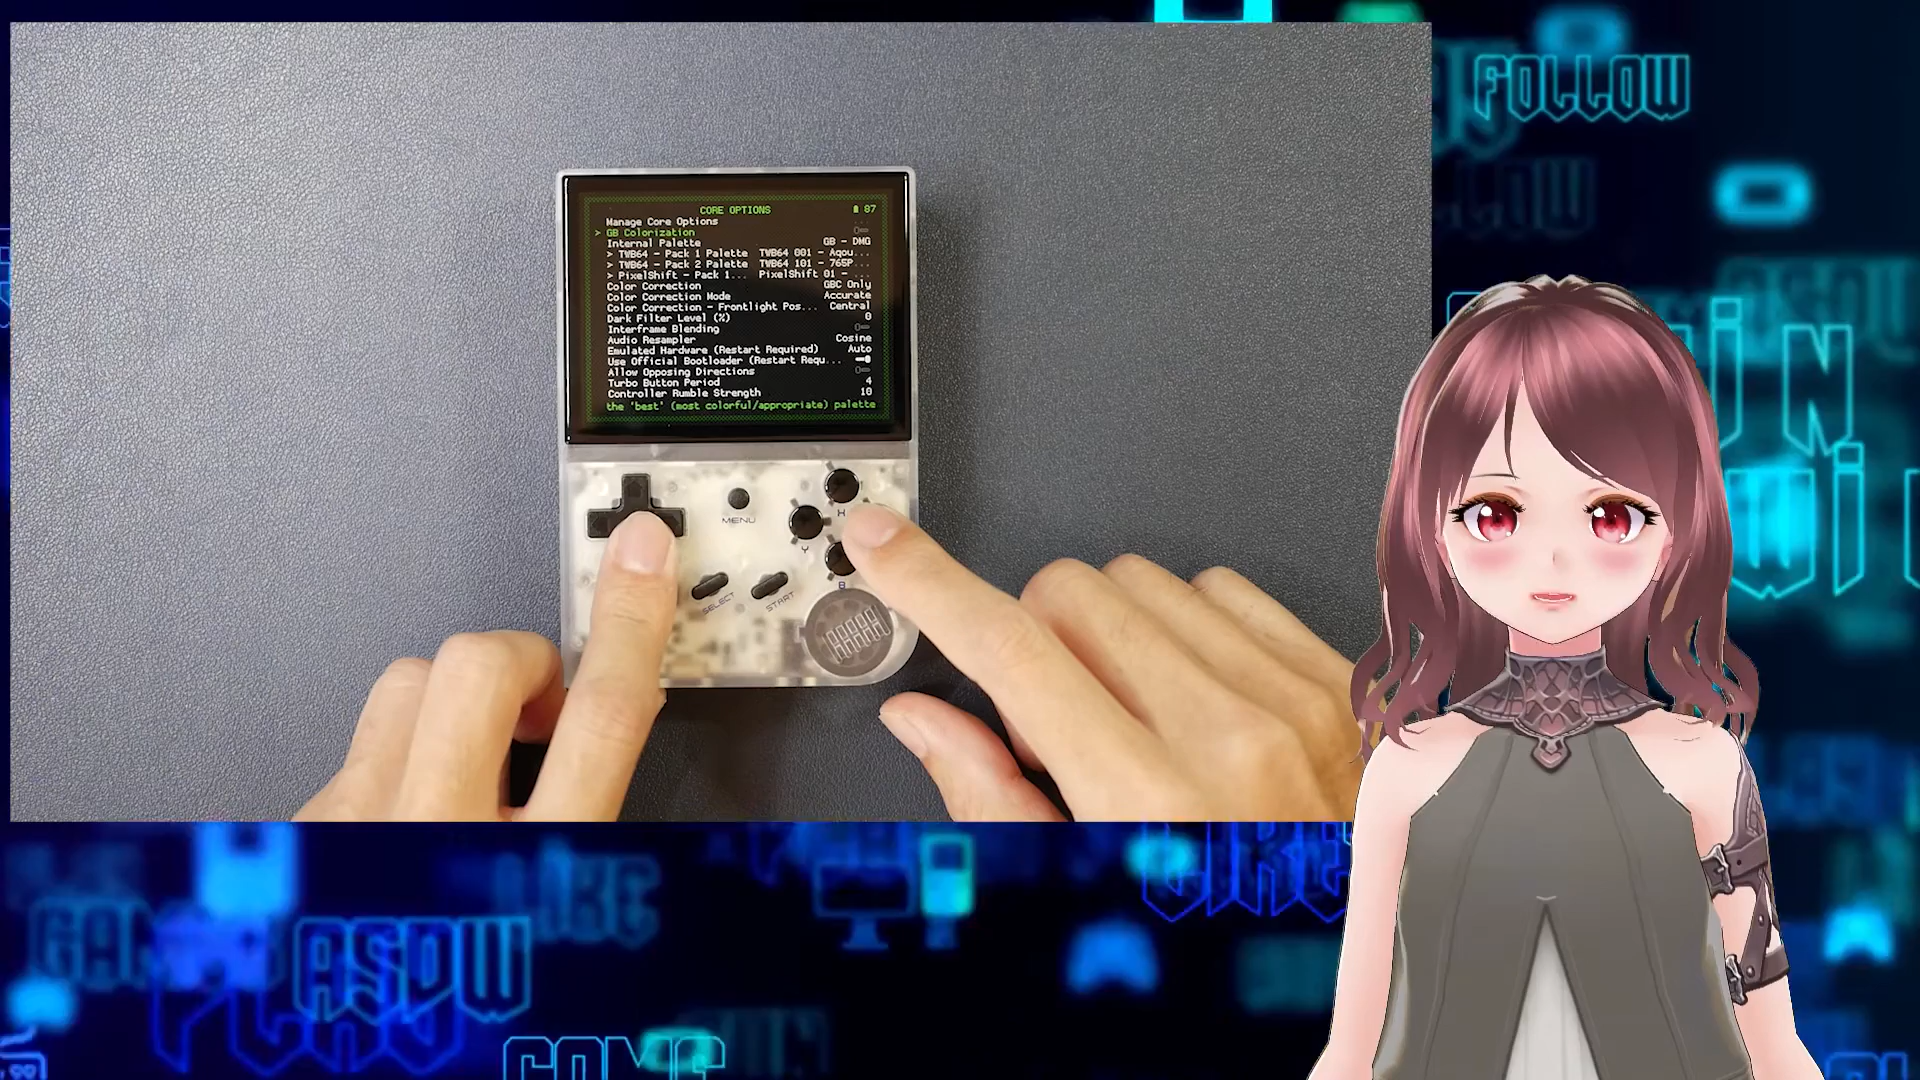 FOLLOW
CORE OPTIONS 87
Manage Core Options
> GB Colorization
Internal Palette GB - DMG
> TWB64 - Pack 1 Palette TWB64 001 - Aqou...
> TWB64 - Pack 2 Palette TWB64 101 - 765P...
> PixelShift - Pack 1... PixelShift 01 - ...
Color Correction GBC Only
Color Correction Mode Accurate
Color Correction - Frontlight Pos... Central
Dark Filter Level (%) 0
Interframe Blending
Audio Resampler Cosine
Emulated Hardware (Restart Required) Auto
Use Official Bootloader (Restart Requ...
Allow Opposing Directions
Turbo Button Period 4
Controller Rumble Strength 10
the 'best' (most colorful/appropriate) palette
X
MENU
Y
B
SELECT
START
LIKE
LIKE
ASDW
PLAY